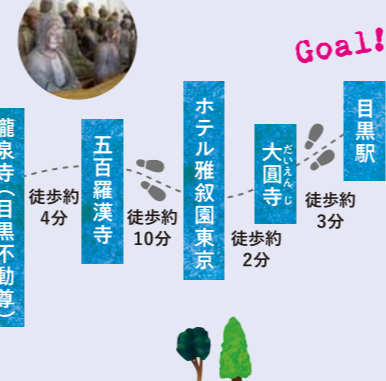 Goal!
瀧泉寺（目黒不動尊）
徒歩約
4分
五百羅漢寺
徒歩約
10分
ホテル雅叙園東京
徒歩約
2分
大圓寺
だいえんじ
徒歩約
3分
目黒駅